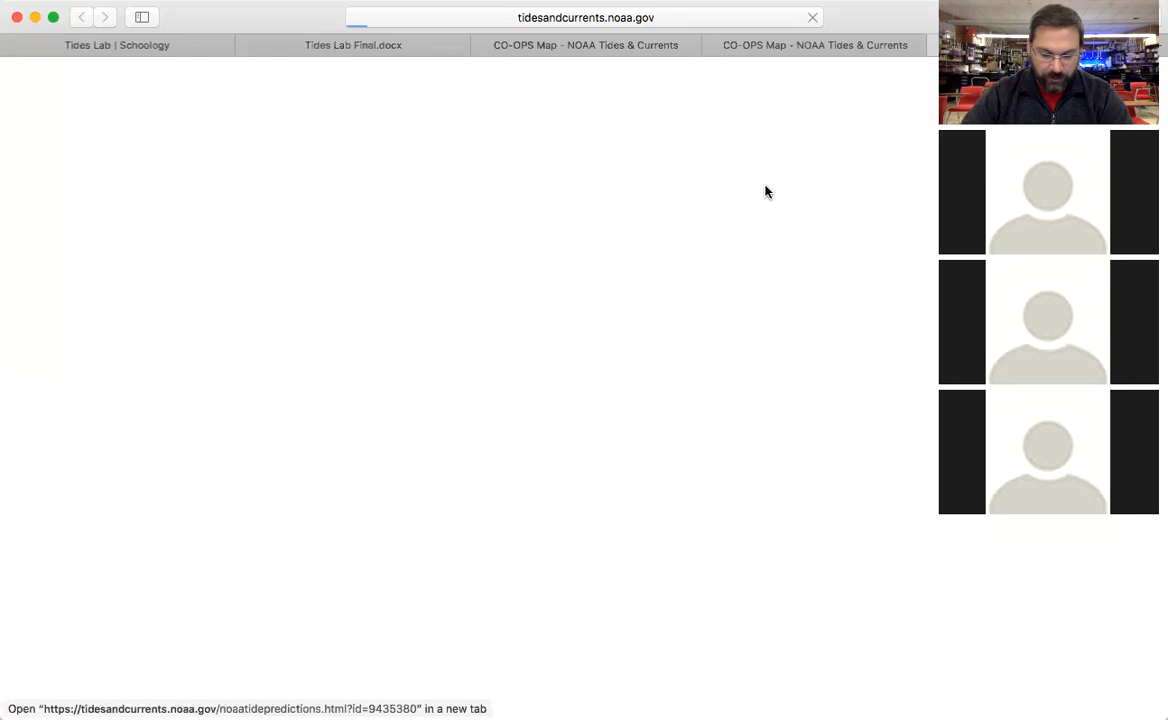 tidesandcurrents.noaa.gov
Tides Lab | Schoology
Tides Lab Final.docx
CO-OPS Map - NOAA Tides & Currents
CO-OPS Map - NOAA Tides & Currents
Open “https://tidesandcurrents.noaa.gov/noaatidepredictions.html?id=9435380” in a new tab